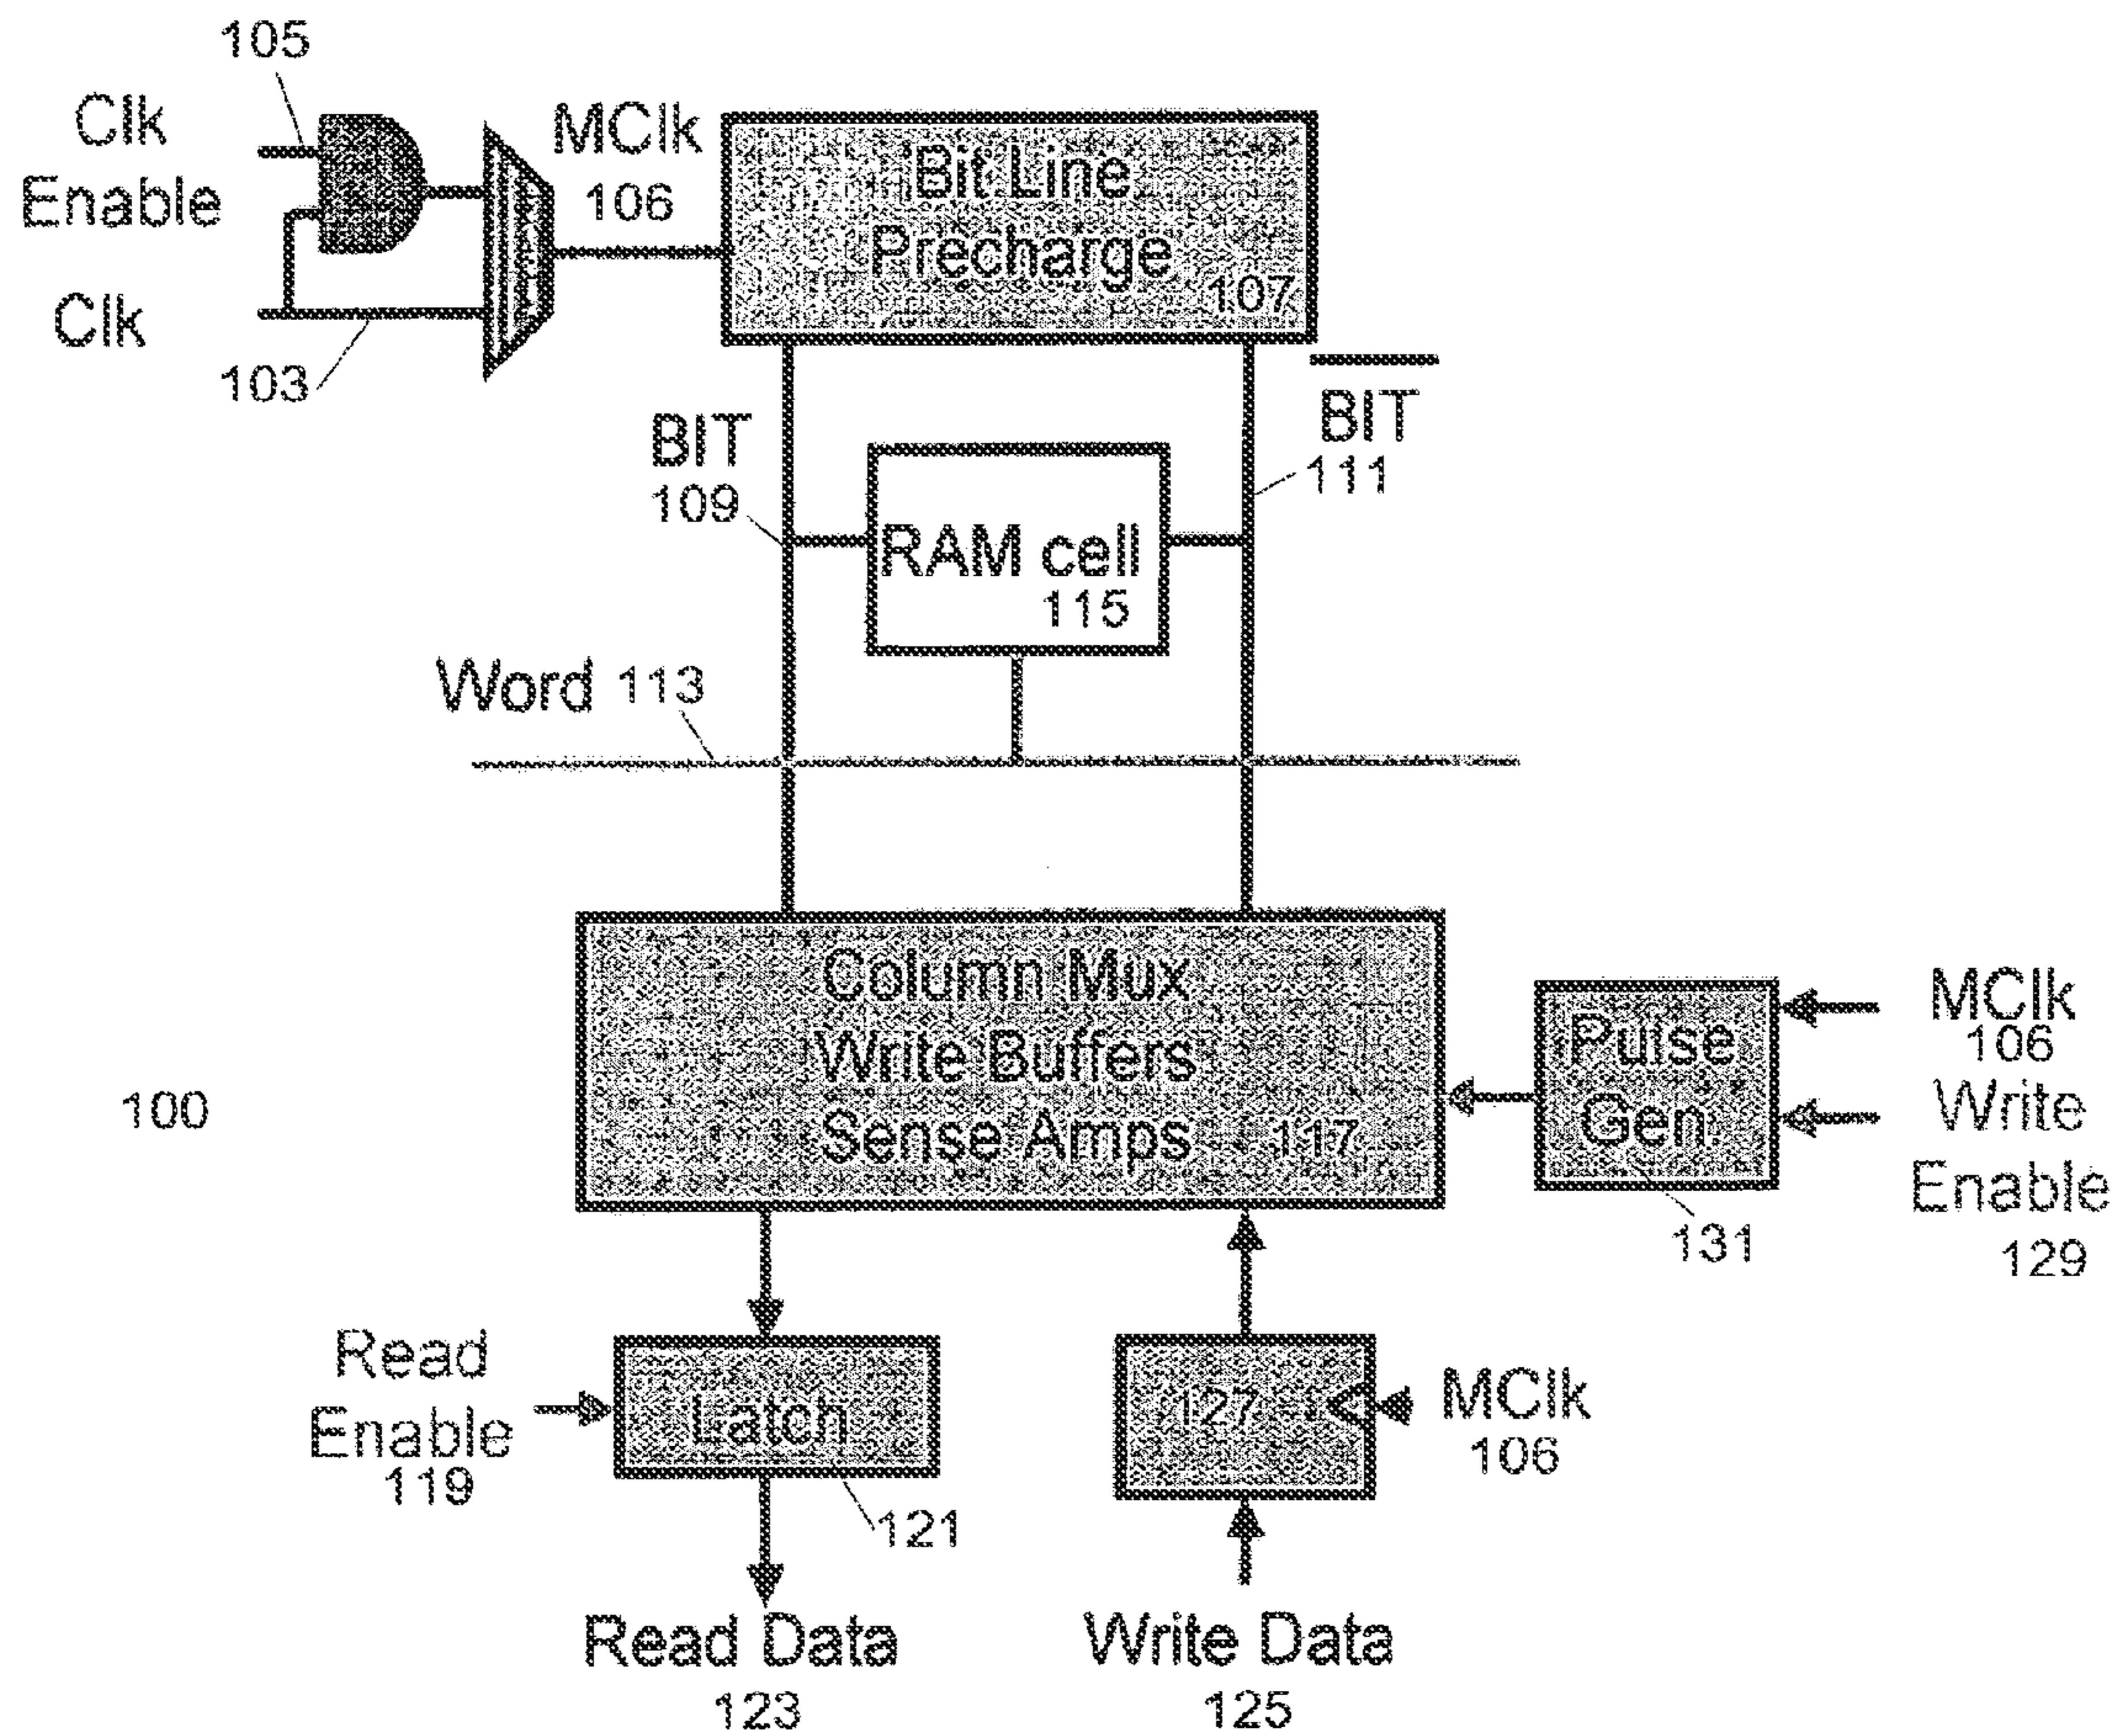 105
Clk
Enable
Clk
103
MClk
106
Bit Line
Precharge
107
BIT
109
BIT
111
RAM cell
115
Word 113
100
Column Mux
Write Buffers
Sense Amps 117
Pulse
Gen.
131
MClk
106
Write
Enable
129
Read
Enable
119
Latch
121
127
MClk
106
Read Data
123
Write Data
125